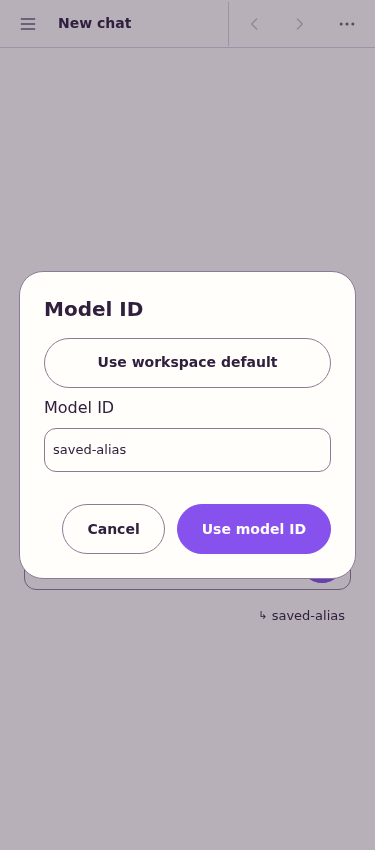 New chat
Model ID
Use workspace default
Model ID
saved-alias
Cancel
Use model ID
↳ saved-alias